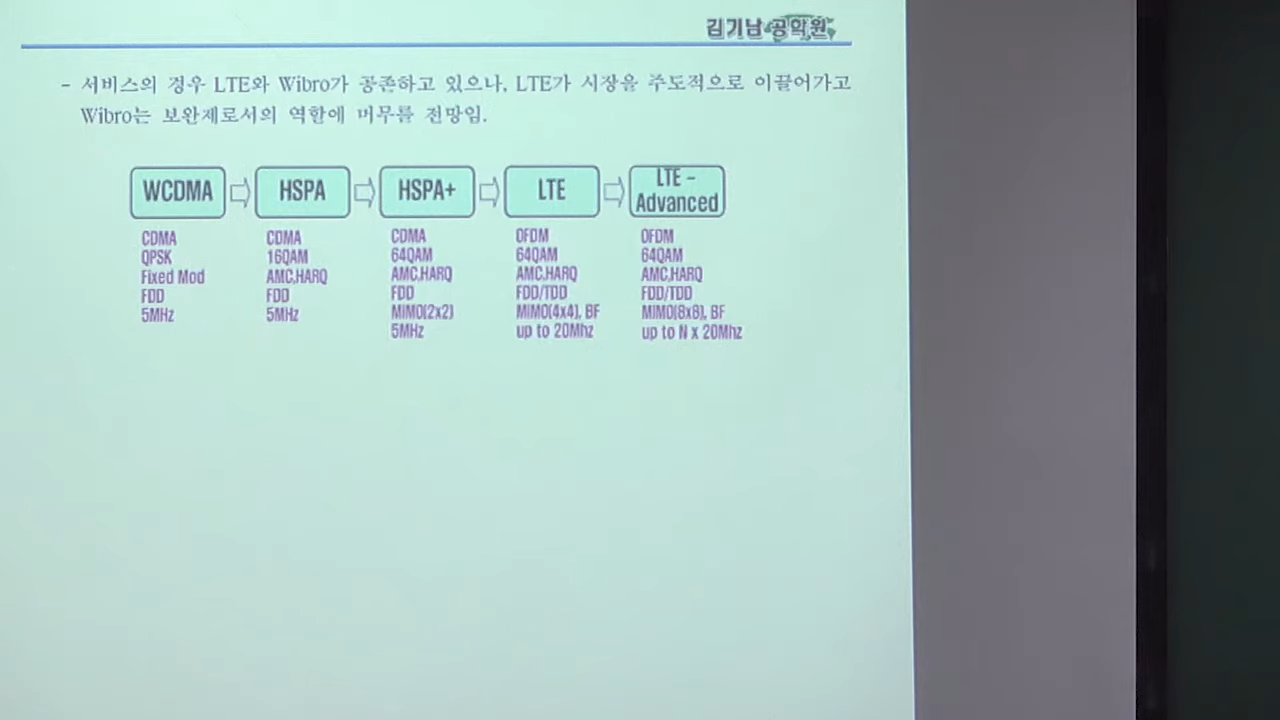 김기남 공학원
- 서비스의 경우 LTE와 Wibro가 공존하고 있으나, LTE가 시장을 주도적으로 이끌어가고
Wibro는 보완재로서의 역할에 머무를 전망임.
WCDMA
CDMA
QPSK
Fixed Mod
FDD
5MHz
HSPA
CDMA
16QAM
AMC,HARQ
FDD
5MHz
HSPA+
CDMA
64QAM
AMC,HARQ
FDD
MIMO(2x2)
5MHz
LTE
OFDM
64QAM
AMC,HARQ
FDD/TDD
MIMO(4x4), BF
up to 20Mhz
LTE -
Advanced
OFDM
64QAM
AMC,HARQ
FDD/TDD
MIMO(8x8), BF
up to N x 20Mhz